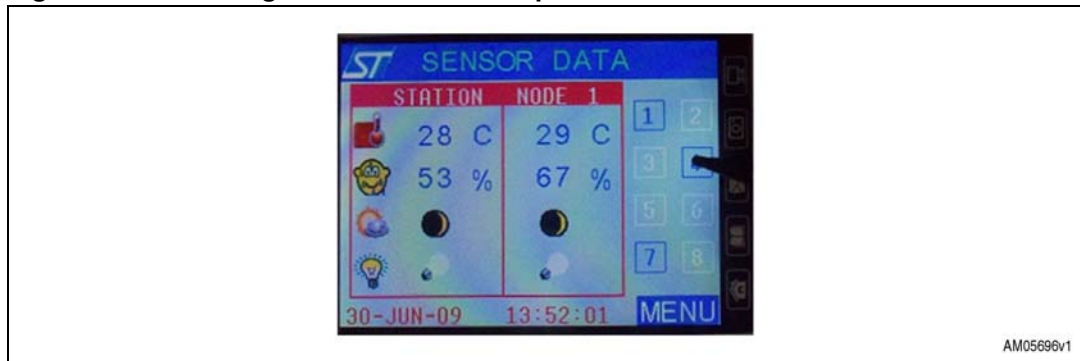 ST SENSOR DATA
STATION NODE 1
28 C 29 C
53 % 67 %
1 2
3
5 6
7 8
30-JUN-09 13:52:01 MENU
AM05696v1